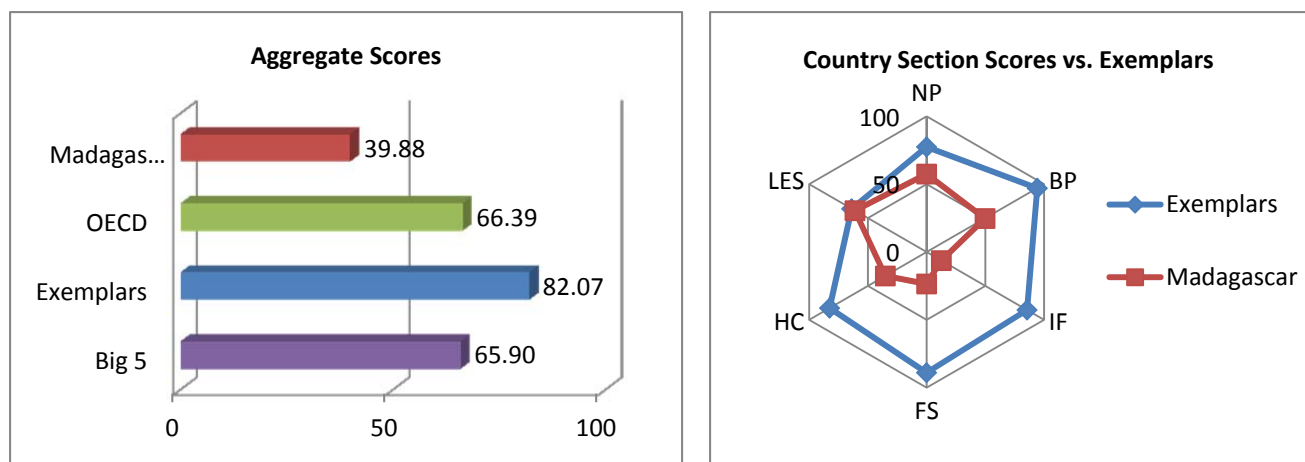 Aggregate Scores
Madagas...
39.88
OECD
66.39
Exemplars
82.07
Big 5
65.90
0
50
100
Country Section Scores vs. Exemplars
NP
100
LES
50
BP
0
HC
IF
FS
Exemplars
Madagascar